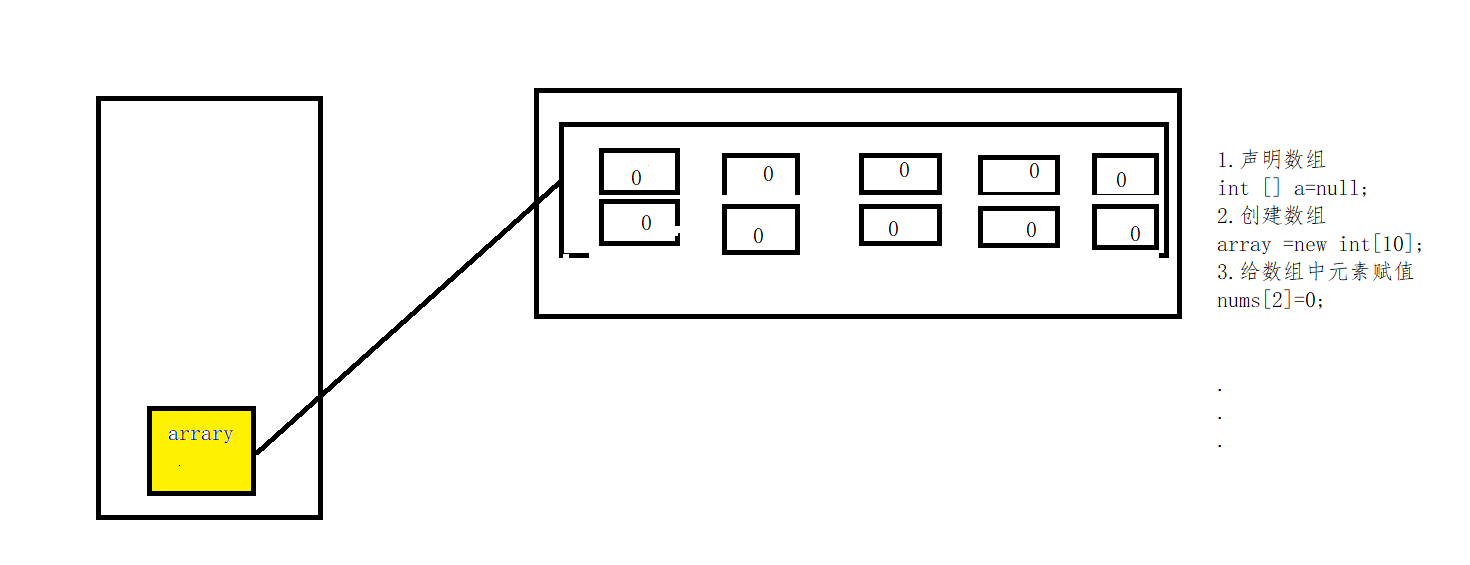 0 0 0 0 0
0 0 0 0 0
1.声明数组
int [] a=null;
2.创建数组
array =new int[10];
3.给数组中元素赋值
nums[2]=0;
.
.
.
arrary